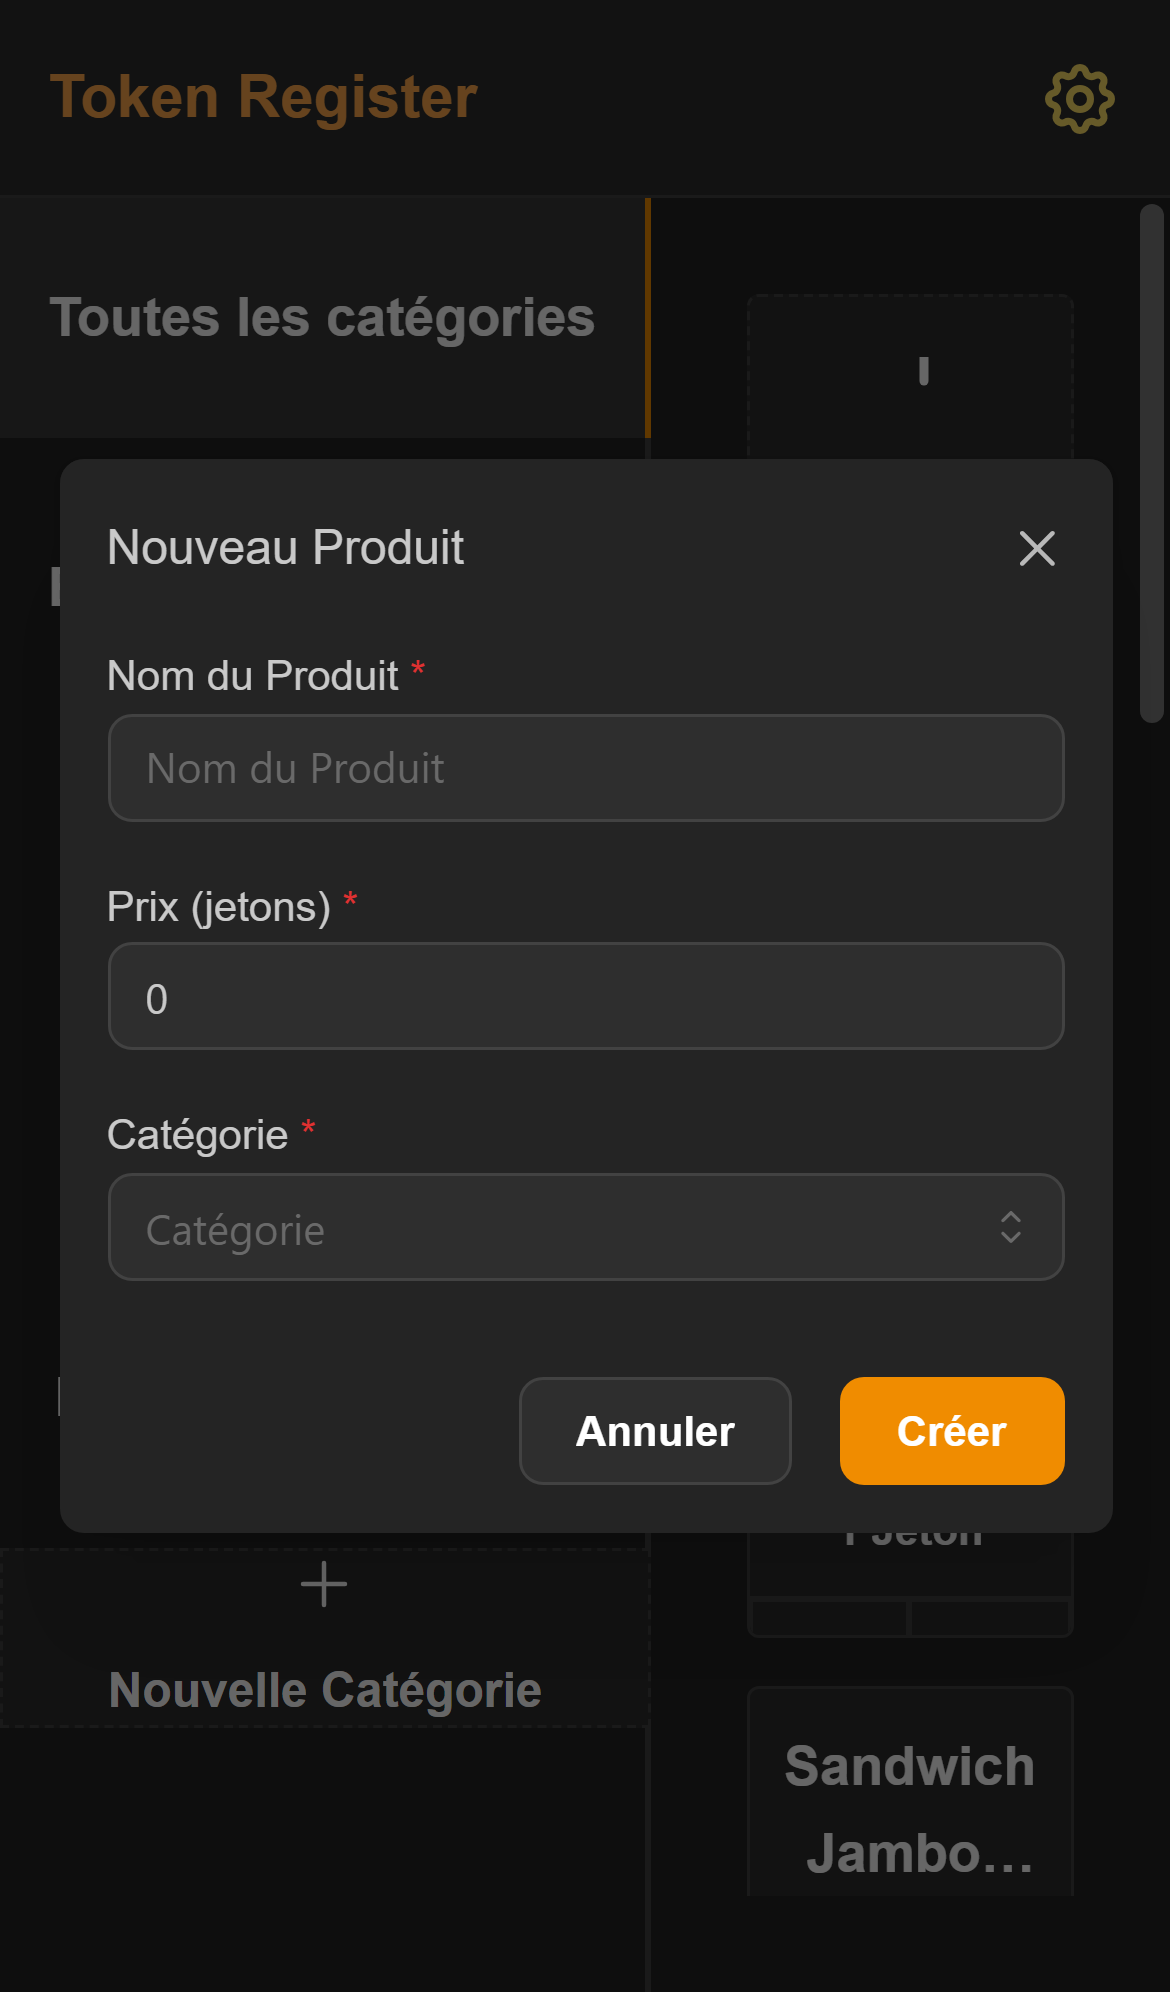 Token Register
Toutes les catégories
Nouveau Produit
Nom du Produit *
Nom du Produit
Prix (jetons) *
0
Catégorie *
Catégorie
Annuler
Créer
Jeton
Nouvelle Catégorie
Sandwich
Jambo...